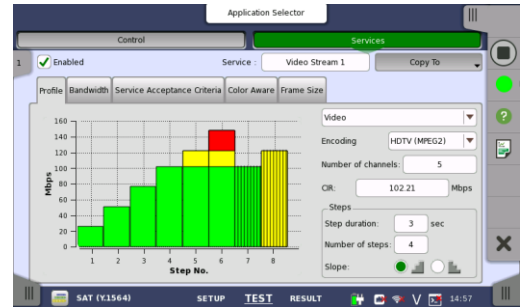 Application Selector
Control
Services
1
Enabled
Service :
Video Stream 1
Copy To
Profile
Bandwidth
Service Acceptance Criteria
Color Aware
Frame Size
Mbps
160
140
120
100
80
60
40
20
0
1 2 3 4 5 6 7 8
Step No.
Video
Encoding
HDTV (MPEG2)
Number of channels: 5
CIR: 102.21 Mbps
Steps
Step duration: 3 sec
Number of steps: 4
Slope:
SAT (Y.1564)
SETUP
TEST
RESULT
V
14:57